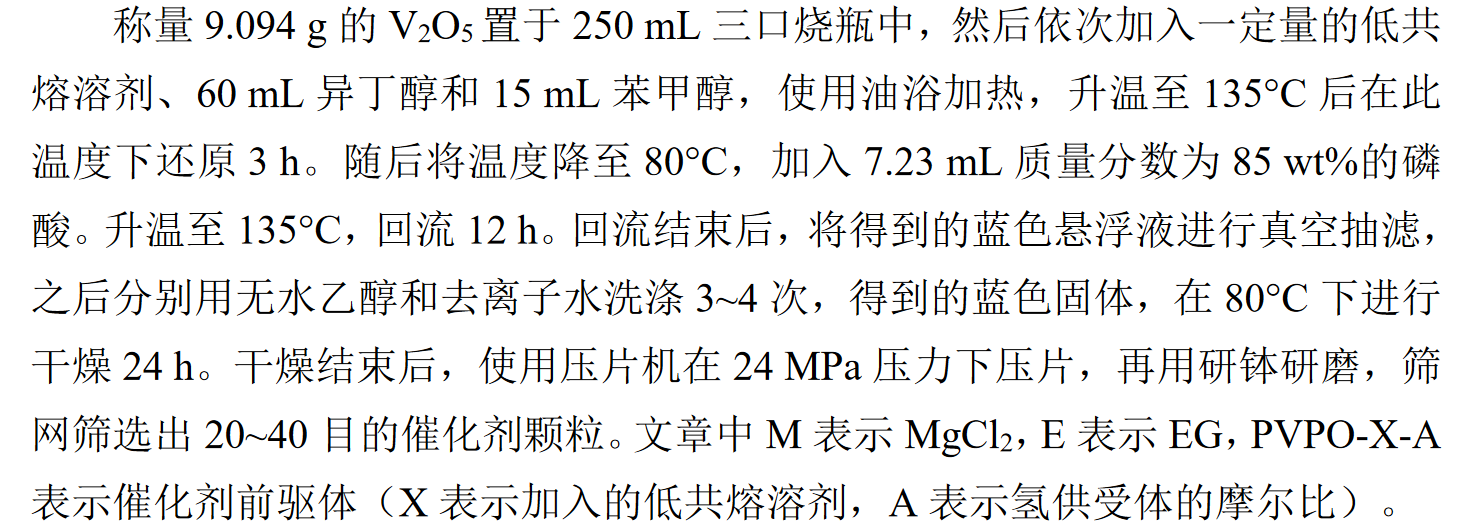 称量 9.094 g 的 V₂O₅ 置于 250 mL 三口烧瓶中，然后依次加入一定量的低共
熔溶剂、60 mL 异丁醇和 15 mL 苯甲醇，使用油浴加热，升温至 135°C 后在此
温度下还原 3 h。随后将温度降至 80°C，加入 7.23 mL 质量分数为 85 wt%的磷
酸。升温至 135°C，回流 12 h。回流结束后，将得到的蓝色悬浮液进行真空抽滤，
之后分别用无水乙醇和去离子水洗涤 3~4 次，得到的蓝色固体，在 80°C 下进行
干燥 24 h。干燥结束后，使用压片机在 24 MPa 压力下压片，再用研钵研磨，筛
网筛选出 20~40 目的催化剂颗粒。文章中 M 表示 MgCl₂，E 表示 EG，PVPO-X-A
表示催化剂前驱体（X 表示加入的低共熔溶剂，A 表示氢供受体的摩尔比）。